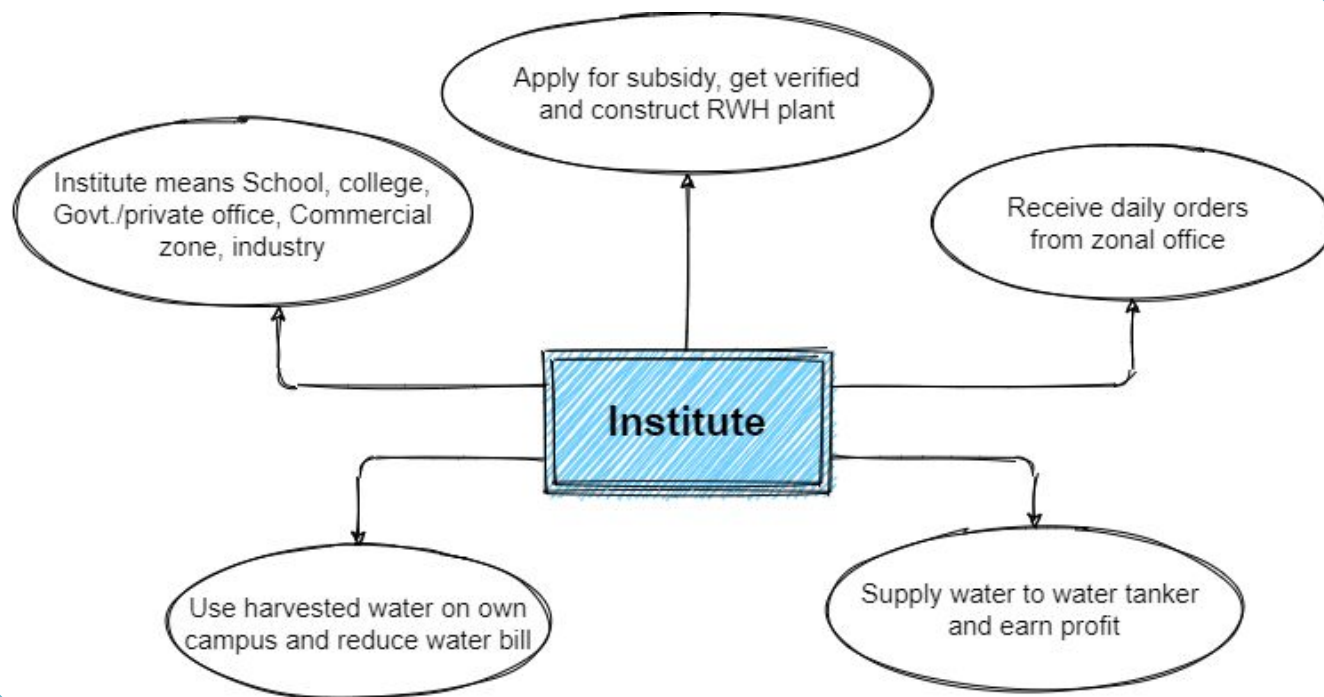 Apply for subsidy, get verified
and construct RWH plant
Institute means School, college,
Govt./private office, Commercial
zone, industry
Receive daily orders
from zonal office
Institute
Use harvested water on own
campus and reduce water bill
Supply water to water tanker
and earn profit